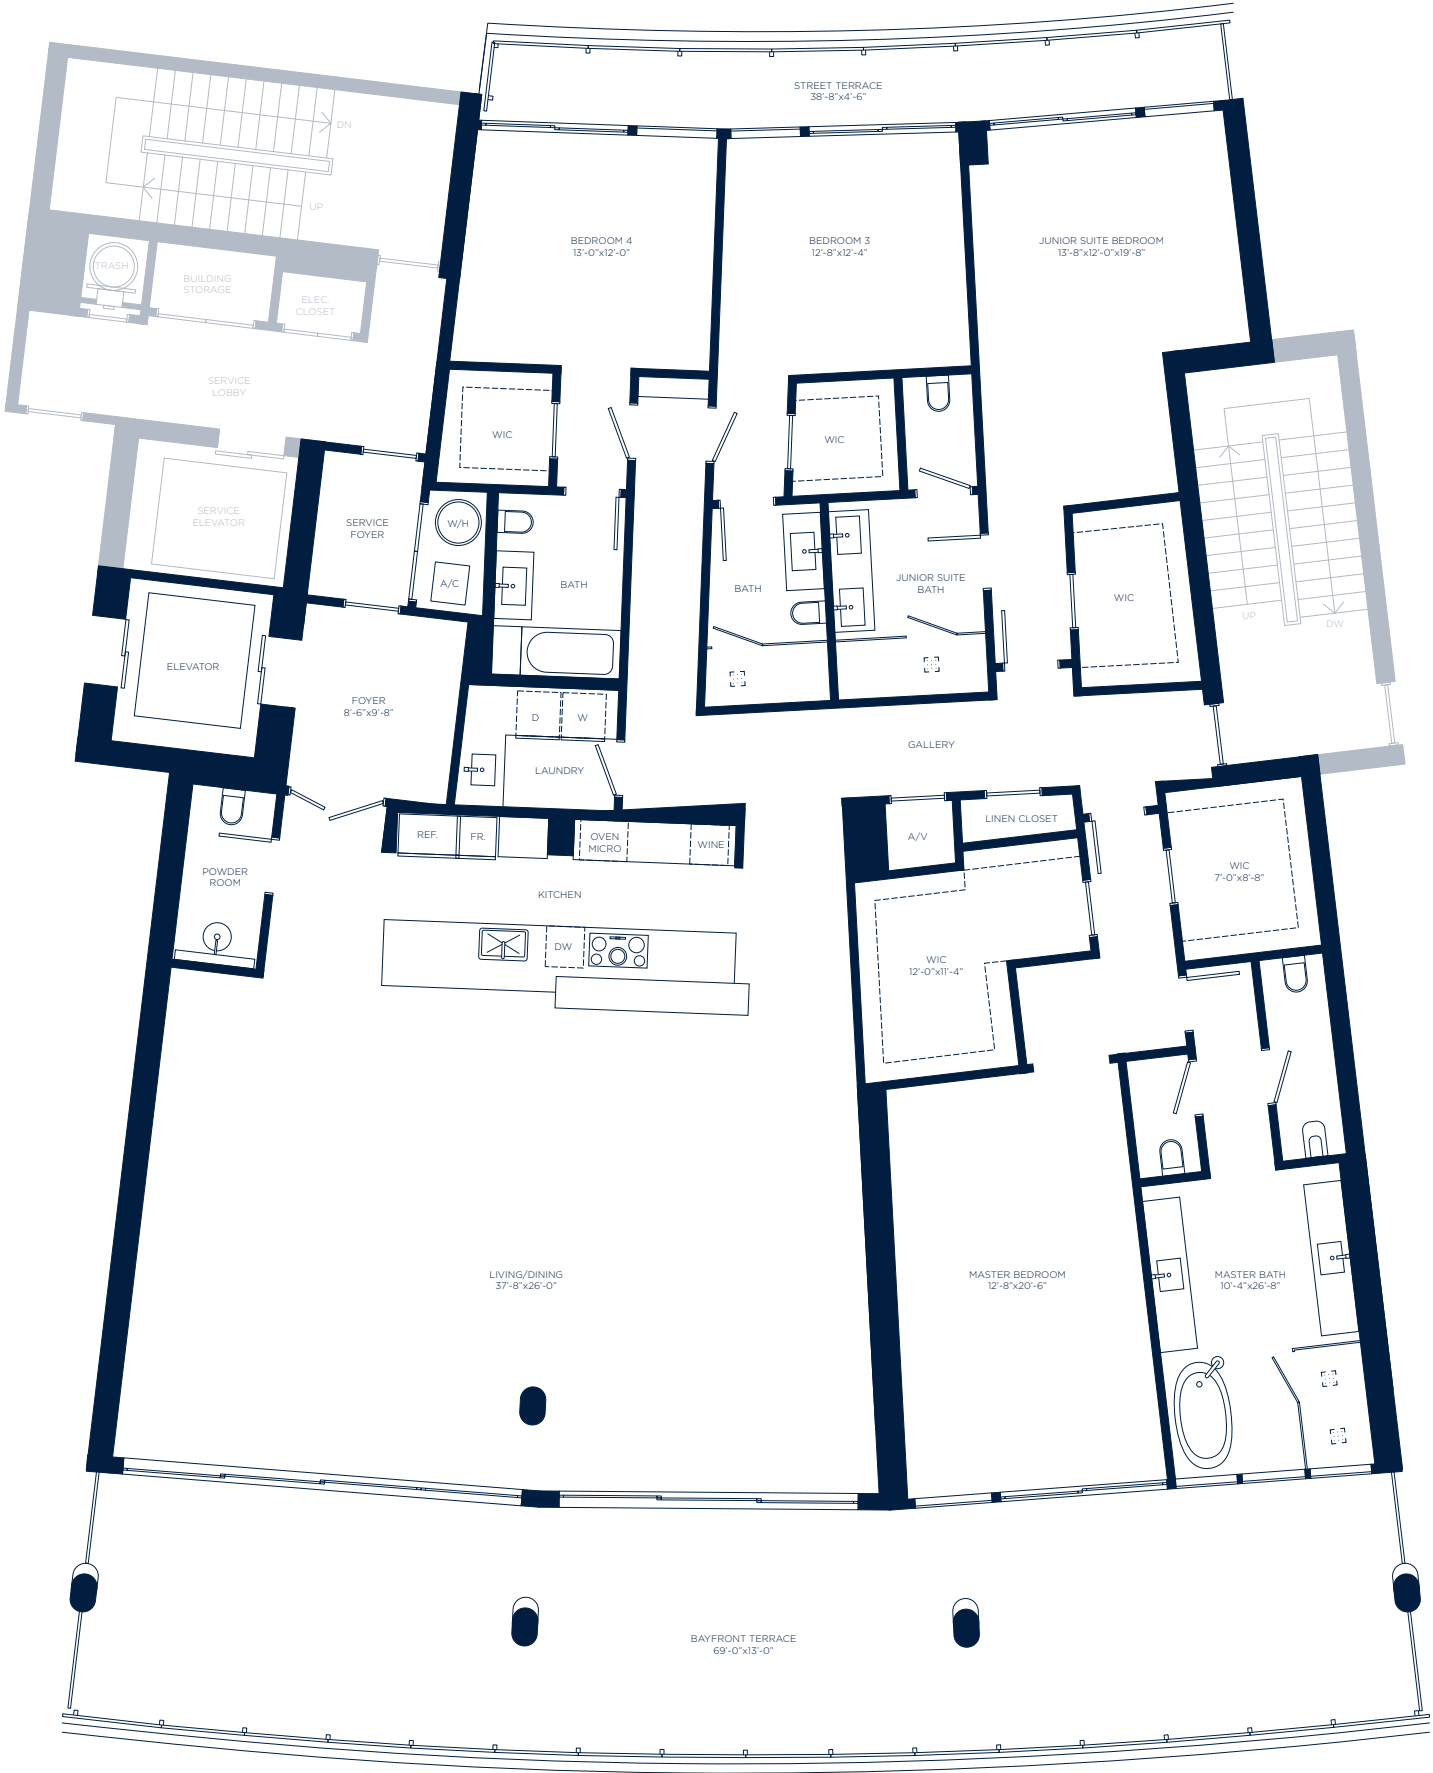 STREET TERRACE
38'-8"x4'-6"
DN
UP
TRASH
BUILDING
STORAGE
ELEC.
CLOSET
SERVICE
LOBBY
BEDROOM 4
13'-0"x12'-0"
BEDROOM 3
12'-8"x12'-4"
JUNIOR SUITE BEDROOM
13'-8"x12'-0"x19'-8"
WIC
WIC
SERVICE
ELEVATOR
SERVICE
FOYER
W/H
A/C
BATH
BATH
JUNIOR SUITE
BATH
WIC
UP
DW
ELEVATOR
FOYER
8'-6"x9'-8"
D
W
LAUNDRY
GALLERY
REF.
FR.
OVEN
MICRO
WINE
A/V
LINEN CLOSET
POWDER
ROOM
KITCHEN
WIC
7'-0"x8'-8"
DW
WIC
12'-0"x11'-4"
LIVING/DINING
37'-8"x26'-0"
MASTER BEDROOM
12'-8"x20'-6"
MASTER BATH
10'-4"x26'-8"
BAYFRONT TERRACE
69'-0"x13'-0"